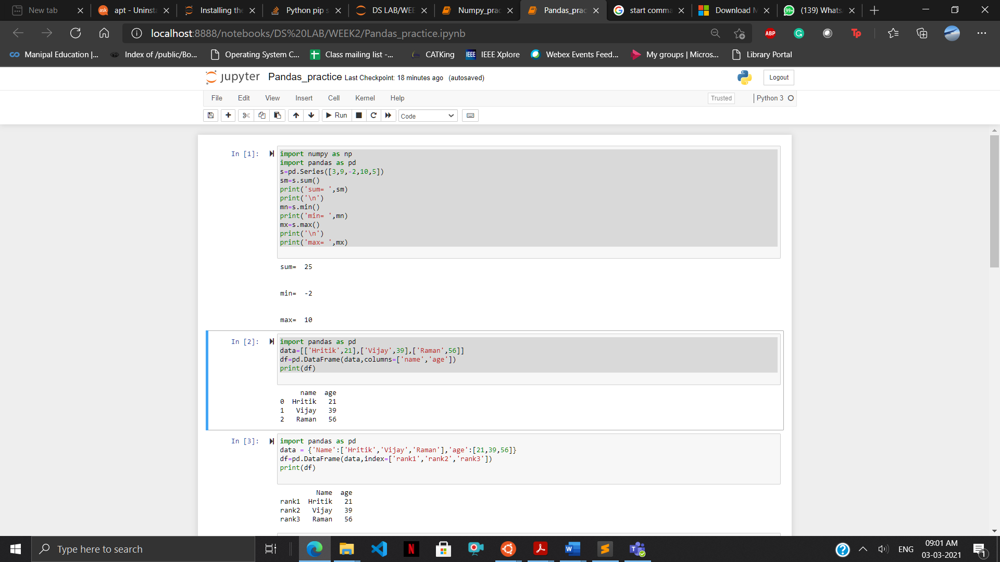 New tab
apt - Uninsta
Installing the
Python pip s
DS LAB/WEE
Numpy_prac
Pandas_prac
start comma
Download M
(139) Whats
localhost:8888/notebooks/DS%20LAB/WEEK2/Pandas_practice.ipynb
Manipal Education |... Index of /public/Bo... Operating System C... Class mailing list -... CATKing IEEE Xplore Webex Events Feed... My groups | Micros... Library Portal
jupyter Pandas_practice Last Checkpoint: 18 minutes ago (autosaved) Logout
File Edit View Insert Cell Kernel Help Trusted Python 3
Run Code
In [1]:
import numpy as np
import pandas as pd
s=pd.Series([3,9,-2,10,5])
sm=s.sum()
print('sum= ',sm)
print('\n')
mn=s.min()
print('min= ',mn)
mx=s.max()
print('\n')
print('max= ',mx)
sum=  25
min=  -2
max=  10
In [2]:
import pandas as pd
data=[['Hritik',21],['Vijay',39],['Raman',56]]
df=pd.DataFrame(data,columns=['name','age'])
print(df)
name age
0 Hritik 21
1 Vijay 39
2 Raman 56
In [3]:
import pandas as pd
data = {'Name':['Hritik','Vijay','Raman'],'age':[21,39,56]}
df=pd.DataFrame(data,index=['rank1','rank2','rank3'])
print(df)
Name age
rank1 Hritik 21
rank2 Vijay 39
rank3 Raman 56
Type here to search
ENG
09:01 AM
03-03-2021
1